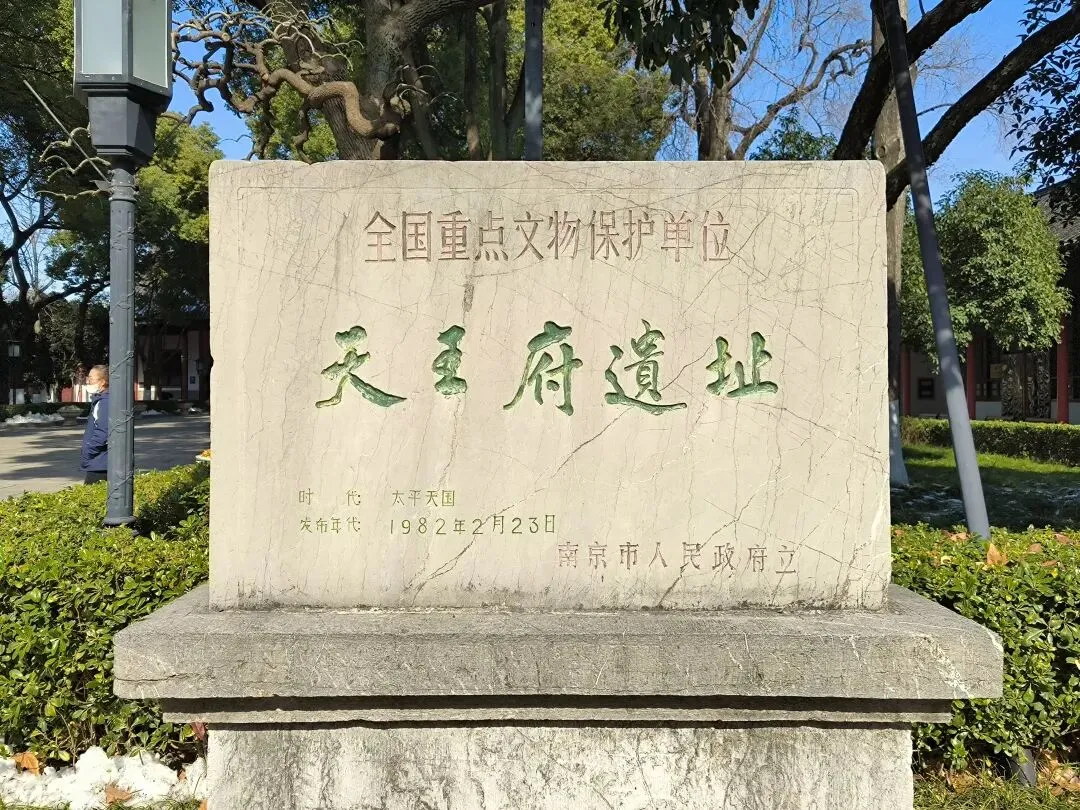 全国重点文物保护单位
天王府遗址
时代 太平天国
发布年代 1982年2月23日
南京市人民政府立